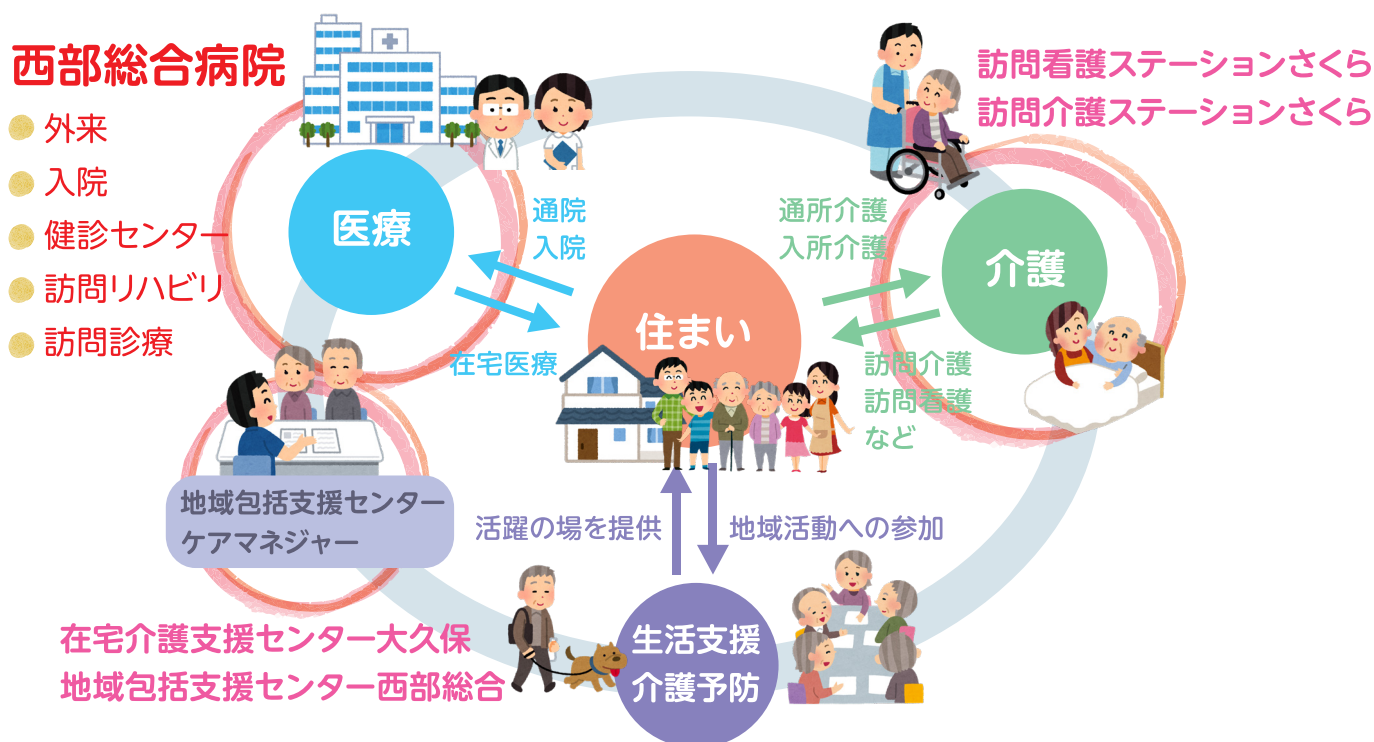 西部総合病院
外来
入院
健診センター
訪問リハビリ
訪問診療
医療
通院
入院
在宅医療
訪問看護ステーションさくら
訪問介護ステーションさくら
通所介護
入所介護
介護
訪問介護
訪問看護
など
住まい
地域包括支援センター
ケアマネジャー
活躍の場を提供
地域活動への参加
生活支援
介護予防
在宅介護支援センター大久保
地域包括支援センター西部総合